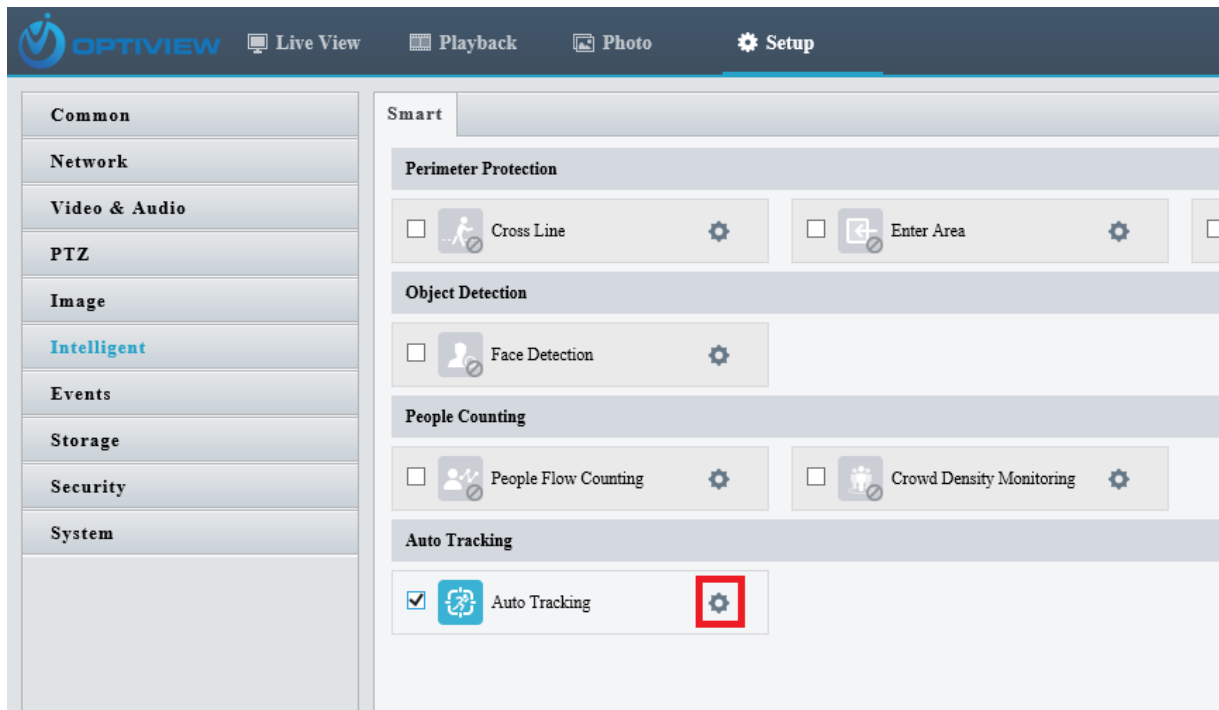 OPTIVIEW Live View Playback Photo Setup
Common
Network
Video & Audio
PTZ
Image
Intelligent
Events
Storage
Security
System
Smart
Perimeter Protection
Cross Line Enter Area
Object Detection
Face Detection
People Counting
People Flow Counting Crowd Density Monitoring
Auto Tracking
Auto Tracking